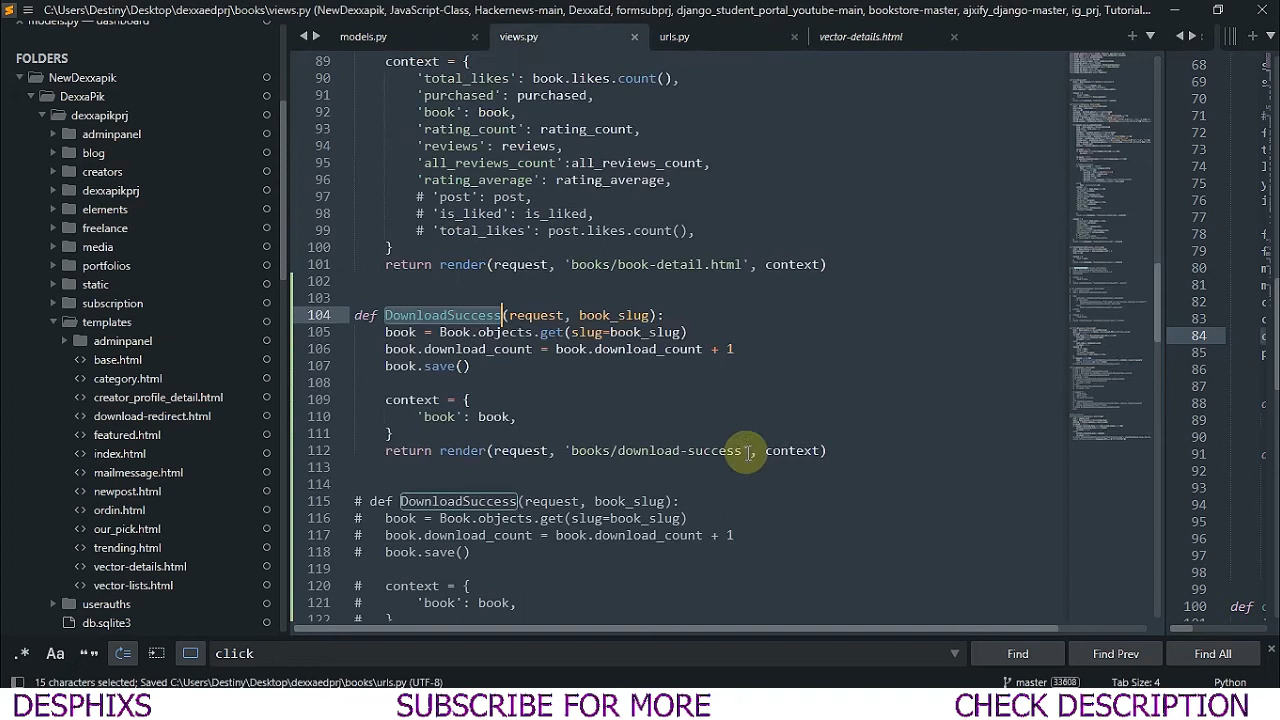 C:\Users\Destiny\Desktop\dexxaedprj\books\views.py (NewDexxapik, JavaScript-Class, Hackernews-main, DexxaEd, formsubprj, django_student_portal_youtube-main, bookstore-master, ajxify_django-master, ig_prj, Tutorial...
models.py — dashboard
models.py
views.py
urls.py
vector-details.html
FOLDERS
NewDexxapik
DexxaPik
dexxapikprj
adminpanel
blog
creators
dexxapikprj
elements
freelance
media
portfolios
static
subscription
templates
adminpanel
base.html
category.html
creator_profile_detail.html
download-redirect.html
featured.html
index.html
mailmessage.html
newpost.html
ordin.html
our_pick.html
trending.html
vector-details.html
vector-lists.html
userauths
db.sqlite3
89 context = {
90 'total_likes': book.likes.count(),
91 'purchased': purchased,
92 'book': book,
93 'rating_count': rating_count,
94 'reviews': reviews,
95 'all_reviews_count':all_reviews_count,
96 'rating_average': rating_average,
97 # 'post': post,
98 # 'is_liked': is_liked,
99 # 'total_likes': post.likes.count(),
100 }
101 return render(request, 'books/book-detail.html', context)
102
103
104 def DownloadSuccess(request, book_slug):
105 book = Book.objects.get(slug=book_slug)
106 book.download_count = book.download_count + 1
107 book.save()
108
109 context = {
110 'book': book,
111 }
112 return render(request, 'books/download-success', context)
113
114
115 # def DownloadSuccess(request, book_slug):
116 # book = Book.objects.get(slug=book_slug)
117 # book.download_count = book.download_count + 1
118 # book.save()
119
120 # context = {
121 # 'book': book,
122 # }
68
69
70
71
72
73
74
75
76
77
78
79
80
81
82
83
84
85
86
87
88
89
90
91
92
93
94
95
96
97
98
99
100 def
.* Aa “” click Find Find Prev Find All
15 characters selected; Saved C:\Users\Destiny\Desktop\dexxaedprj\books\urls.py (UTF-8) master 33608 Tab Size: 4 Python
DESPHIXS SUBSCRIBE FOR MORE CHECK DESCRIPTION